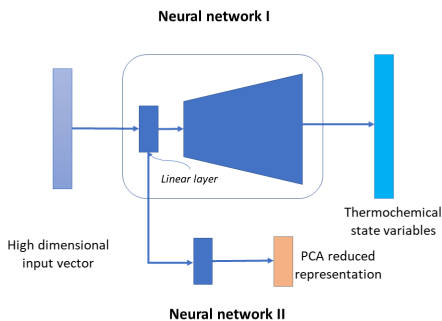 Neural network I
Linear layer
High dimensional
input vector
Thermochemical
state variables
PCA reduced
representation
Neural network II